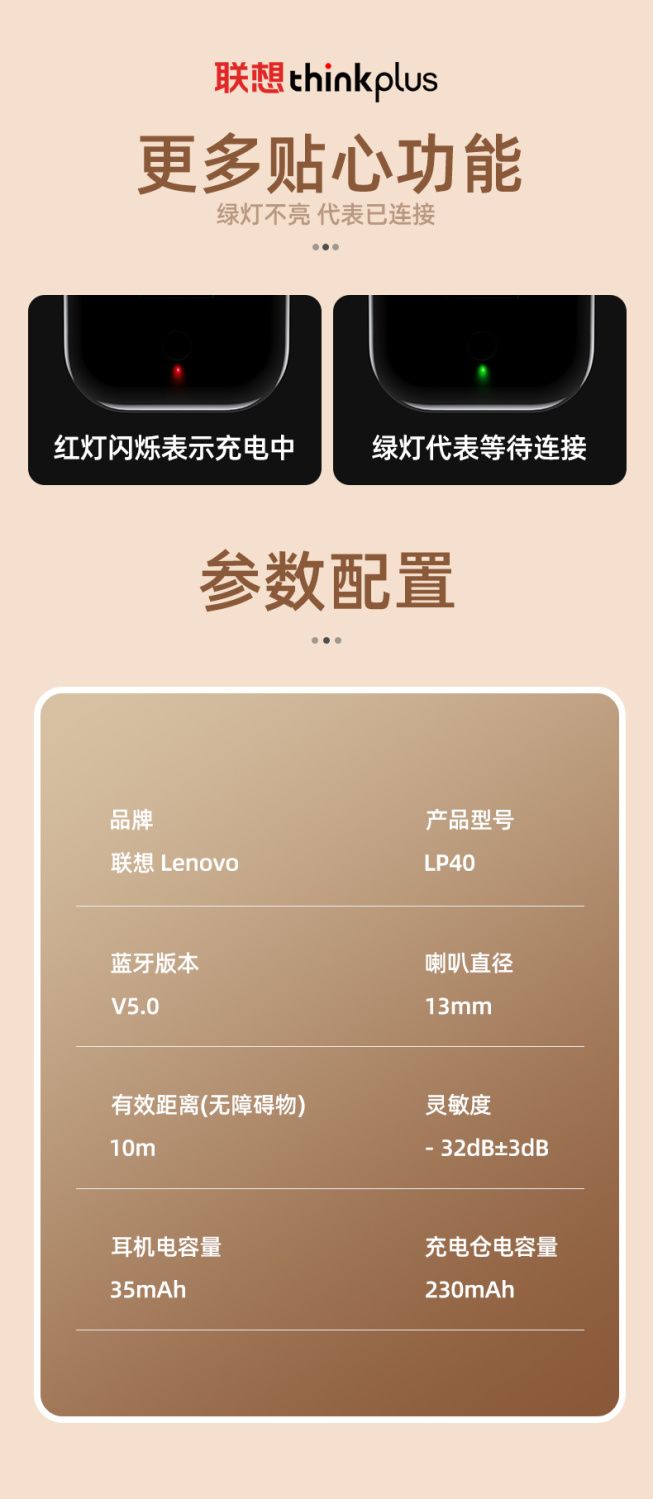 联想thinkplus
更多贴心功能
绿灯不亮 代表已连接
红灯闪烁表示充电中
绿灯代表等待连接
参数配置
品牌
产品型号
联想 Lenovo
LP40
蓝牙版本
喇叭直径
V5.0
13mm
有效距离(无障碍物)
灵敏度
10m
- 32dB±3dB
耳机电容量
充电仓电容量
35mAh
230mAh